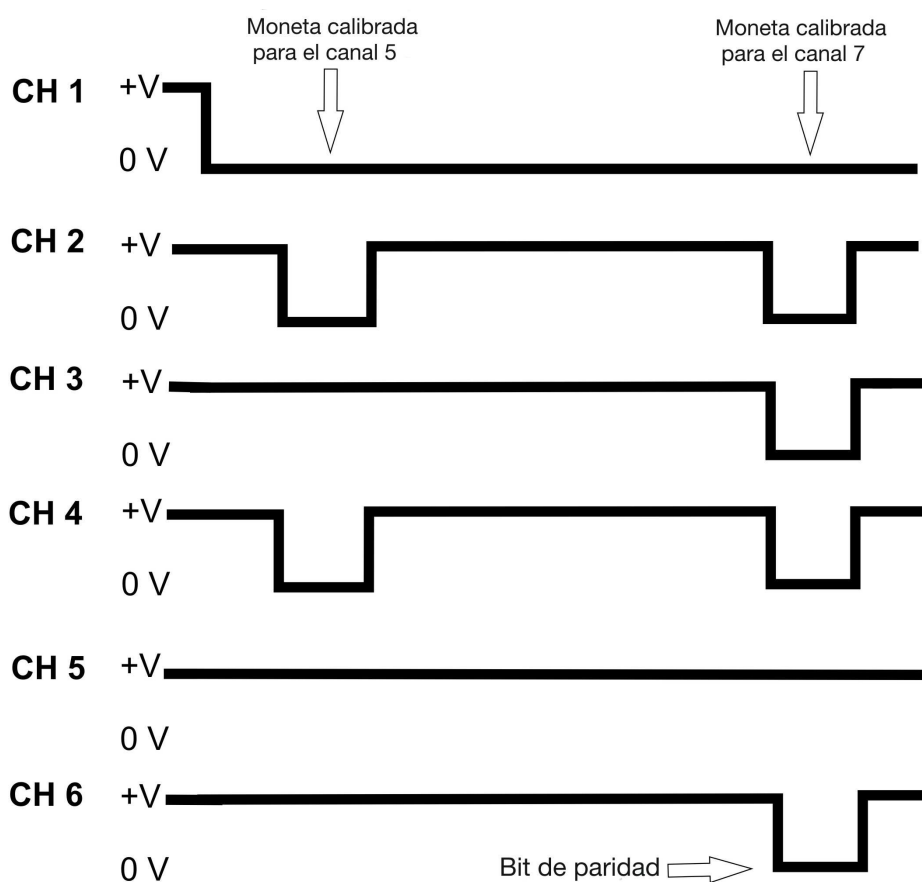 Moneta calibrada
para el canal 5
Moneta calibrada
para el canal 7
CH 1 +V
0 V
CH 2 +V
0 V
CH 3 +V
0 V
CH 4 +V
0 V
CH 5 +V
0 V
CH 6 +V
0 V
Bit de paridad